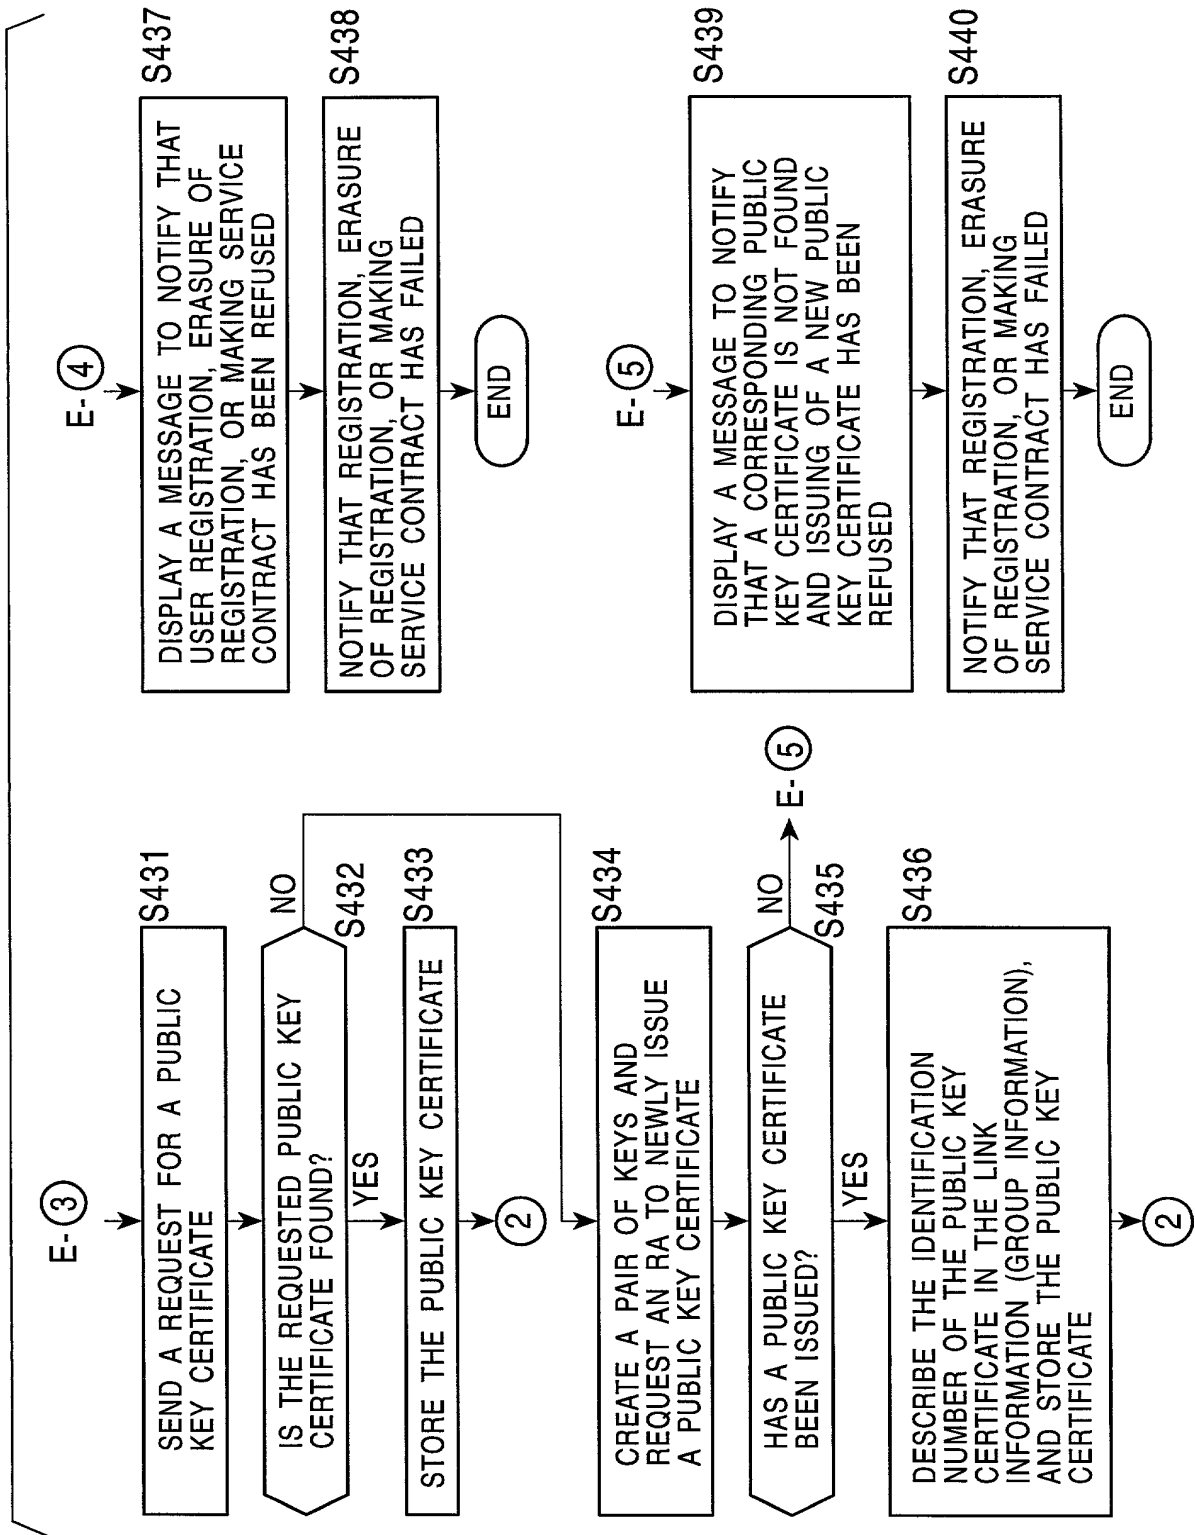 E-3
SEND A REQUEST FOR A PUBLIC
KEY CERTIFICATE
S431
IS THE REQUESTED PUBLIC KEY
CERTIFICATE FOUND?
NO
S432
YES
STORE THE PUBLIC KEY CERTIFICATE
S433
2
CREATE A PAIR OF KEYS AND
REQUEST AN RA TO NEWLY ISSUE
A PUBLIC KEY CERTIFICATE
S434
HAS A PUBLIC KEY CERTIFICATE
BEEN ISSUED?
NO
E-5
S435
YES
DESCRIBE THE IDENTIFICATION
NUMBER OF THE PUBLIC KEY
CERTIFICATE IN THE LINK
INFORMATION (GROUP INFORMATION),
AND STORE THE PUBLIC KEY
CERTIFICATE
S436
2
E-4
DISPLAY A MESSAGE TO NOTIFY THAT
USER REGISTRATION, ERASURE OF
REGISTRATION, OR MAKING SERVICE
CONTRACT HAS BEEN REFUSED
S437
NOTIFY THAT REGISTRATION, ERASURE
OF REGISTRATION, OR MAKING
SERVICE CONTRACT HAS FAILED
S438
END
E-5
DISPLAY A MESSAGE TO NOTIFY
THAT A CORRESPONDING PUBLIC
KEY CERTIFICATE IS NOT FOUND
AND ISSUING OF A NEW PUBLIC
KEY CERTIFICATE HAS BEEN
REFUSED
S439
NOTIFY THAT REGISTRATION, ERASURE
OF REGISTRATION, OR MAKING
SERVICE CONTRACT HAS FAILED
S440
END